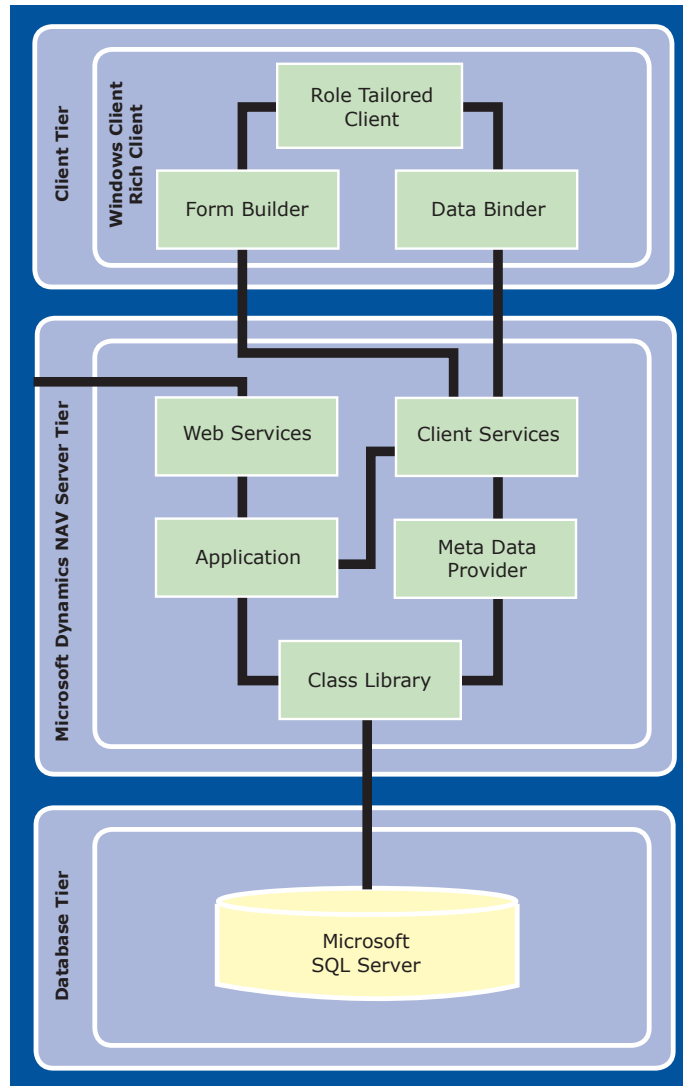 Client Tier
Windows Client
Rich Client
Role Tailored
Client
Form Builder
Data Binder
Microsoft Dynamics NAV Server Tier
Web Services
Client Services
Application
Meta Data
Provider
Class Library
Database Tier
Microsoft
SQL Server